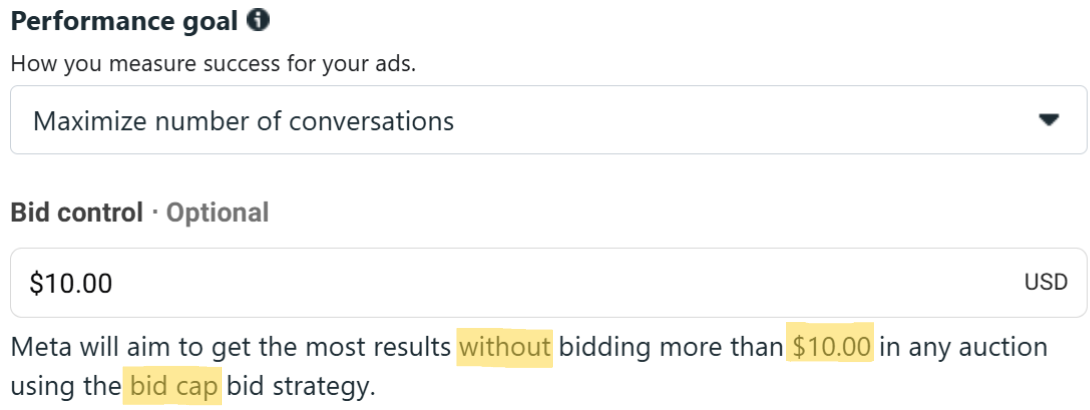 Performance goal
How you measure success for your ads.
Maximize number of conversations
Bid control · Optional
$10.00 USD
Meta will aim to get the most results without bidding more than $10.00 in any auction
using the bid cap bid strategy.